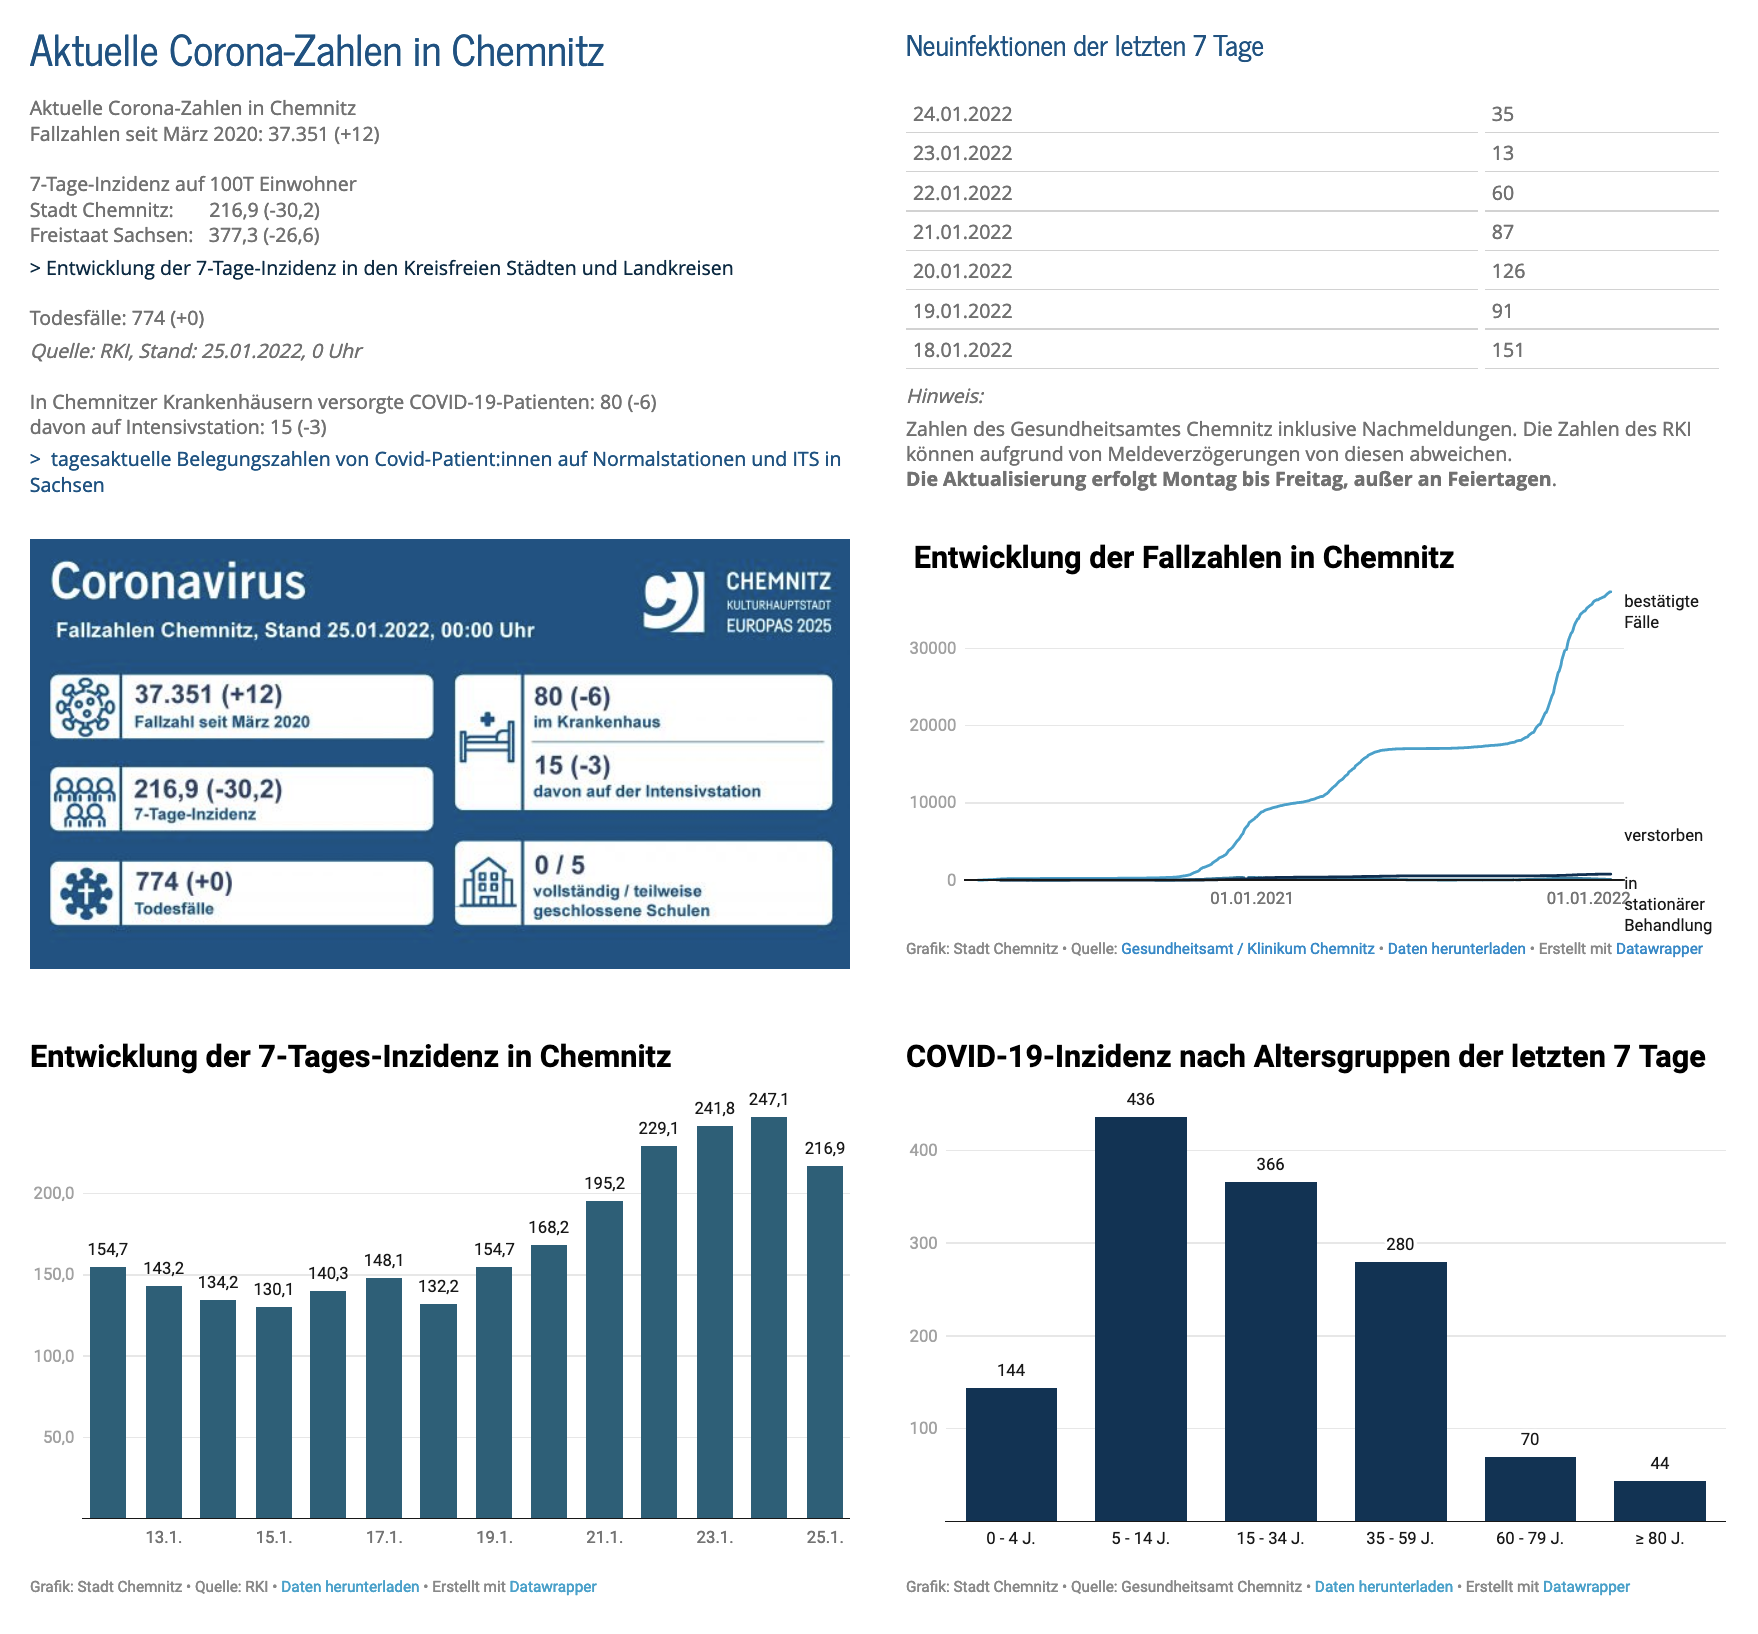 Aktuelle Corona-Zahlen in Chemnitz
Aktuelle Corona-Zahlen in Chemnitz
Fallzahlen seit März 2020: 37.351 (+12)
7-Tage-Inzidenz auf 100T Einwohner
Stadt Chemnitz: 216,9 (-30,2)
Freistaat Sachsen: 377,3 (-26,6)
> Entwicklung der 7-Tage-Inzidenz in den Kreisfreien Städten und Landkreisen
Todesfälle: 774 (+0)
Quelle: RKI, Stand: 25.01.2022, 0 Uhr
In Chemnitzer Krankenhäusern versorgte COVID-19-Patienten: 80 (-6)
davon auf Intensivstation: 15 (-3)
> tagesaktuelle Belegungszahlen von Covid-Patient:innen auf Normalstationen und ITS in
Sachsen
Neuinfektionen der letzten 7 Tage
24.01.2022 35
23.01.2022 13
22.01.2022 60
21.01.2022 87
20.01.2022 126
19.01.2022 91
18.01.2022 151
Hinweis:
Zahlen des Gesundheitsamtes Chemnitz inklusive Nachmeldungen. Die Zahlen des RKI
können aufgrund von Meldeverzögerungen von diesen abweichen.
Die Aktualisierung erfolgt Montag bis Freitag, außer an Feiertagen.
Coronavirus
Fallzahlen Chemnitz, Stand 25.01.2022, 00:00 Uhr
CHEMNITZ
KULTURHAUPTSTADT
EUROPAS 2025
37.351 (+12)
Fallzahl seit März 2020
216,9 (-30,2)
7-Tage-Inzidenz
774 (+0)
Todesfälle
80 (-6)
im Krankenhaus
15 (-3)
davon auf der Intensivstation
0 / 5
vollständig / teilweise
geschlossene Schulen
Entwicklung der Fallzahlen in Chemnitz
bestätigte
Fälle
30000
20000
10000
verstorben
0
in
stationärer
Behandlung
01.01.2021 01.01.2022
Grafik: Stadt Chemnitz • Quelle: Gesundheitsamt / Klinikum Chemnitz • Daten herunterladen • Erstellt mit Datawrapper
Entwicklung der 7-Tages-Inzidenz in Chemnitz
200,0
150,0
100,0
50,0
154,7 143,2 134,2 130,1 140,3 148,1 132,2 154,7 168,2 195,2 229,1 241,8 247,1 216,9
13.1. 15.1. 17.1. 19.1. 21.1. 23.1. 25.1.
Grafik: Stadt Chemnitz • Quelle: RKI • Daten herunterladen • Erstellt mit Datawrapper
COVID-19-Inzidenz nach Altersgruppen der letzten 7 Tage
400
300
200
100
144 436 366 280 70 44
0 - 4 J. 5 - 14 J. 15 - 34 J. 35 - 59 J. 60 - 79 J. ≥ 80 J.
Grafik: Stadt Chemnitz • Quelle: Gesundheitsamt Chemnitz • Daten herunterladen • Erstellt mit Datawrapper